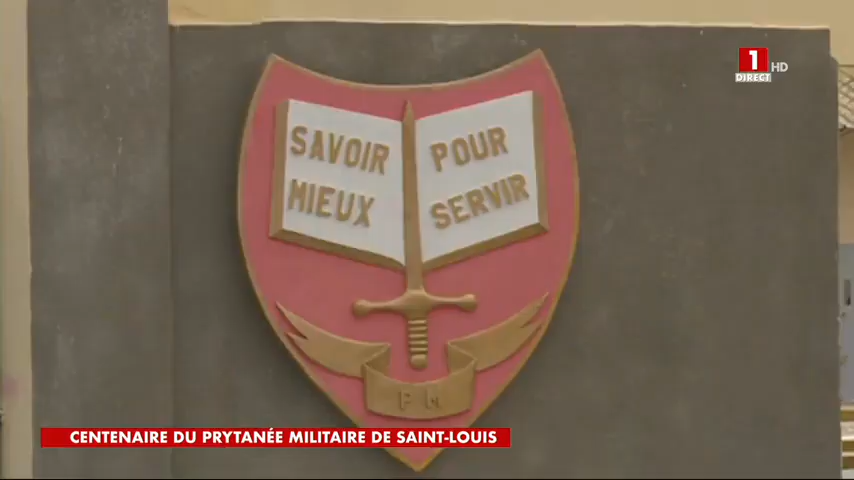 1 HD
DIRECT
SAVOIR
MIEUX
POUR
SERVIR
P M
CENTENAIRE DU PRYTANÉE MILITAIRE DE SAINT-LOUIS